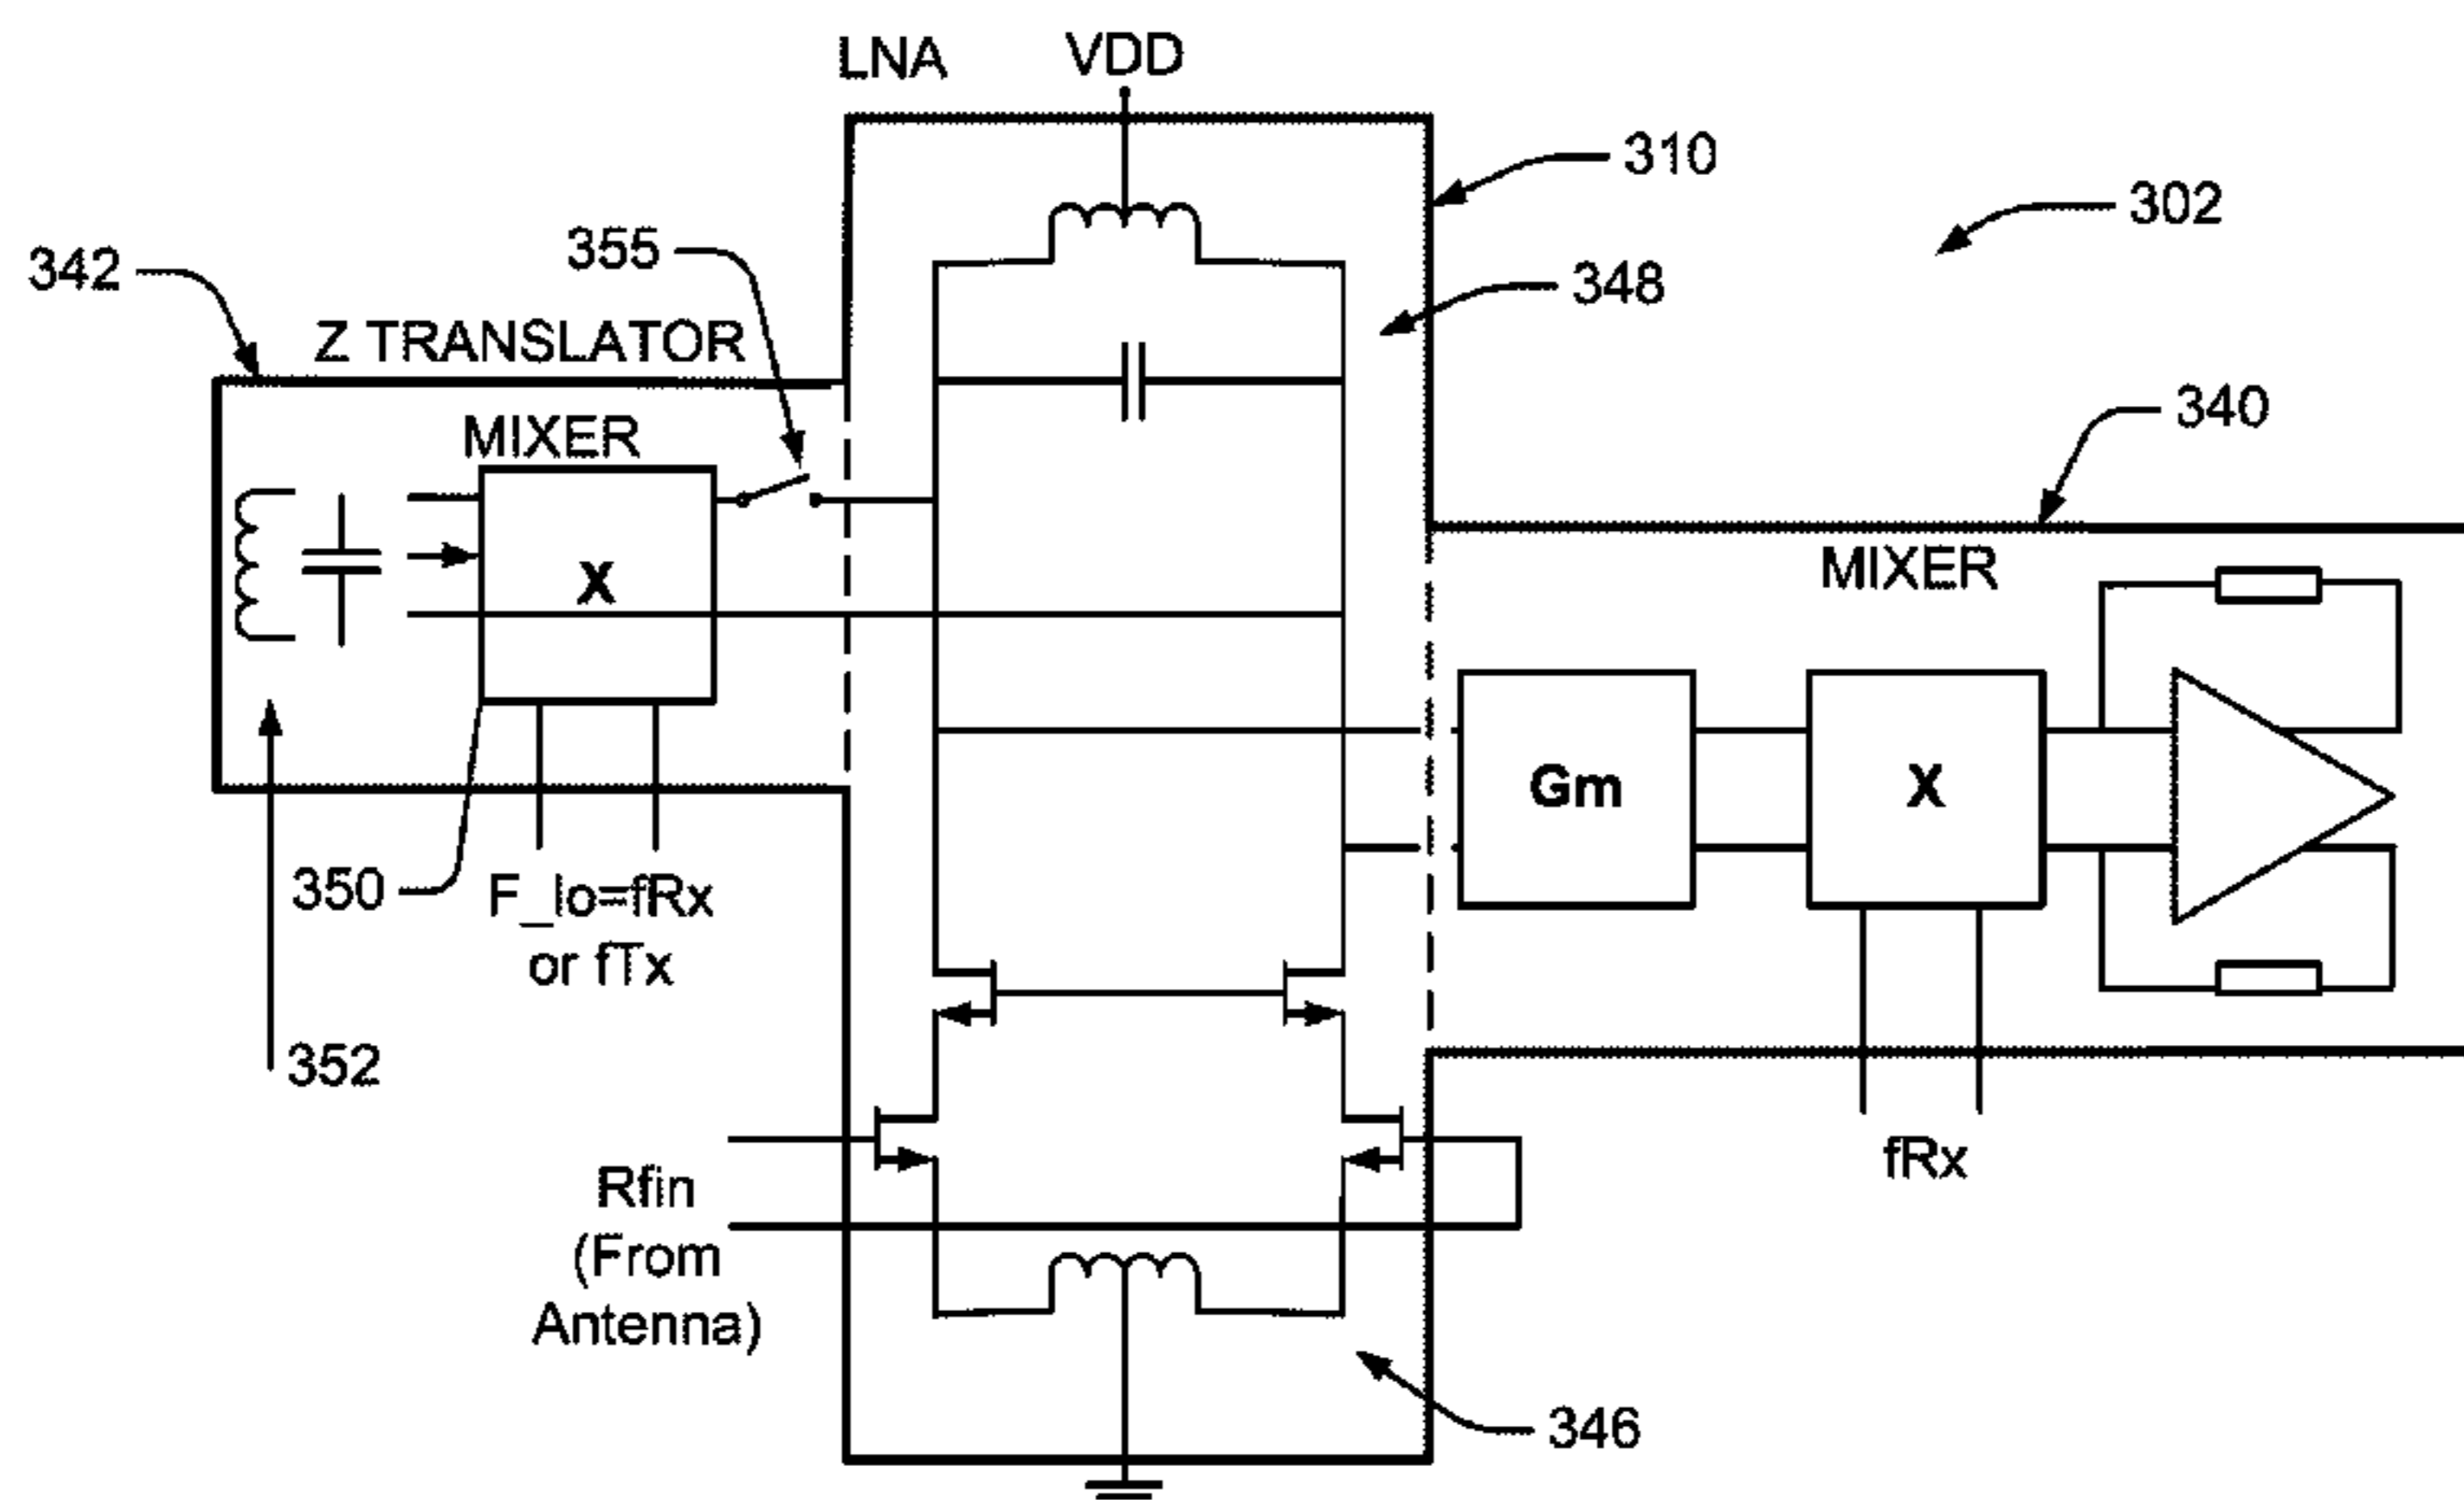 LNA
VDD
310
302
355
342
348
Z TRANSLATOR
340
MIXER
MIXER
X
Gm
X
350
F_lo=fRx
or fTx
352
fRx
Rfin
(From
Antenna)
346